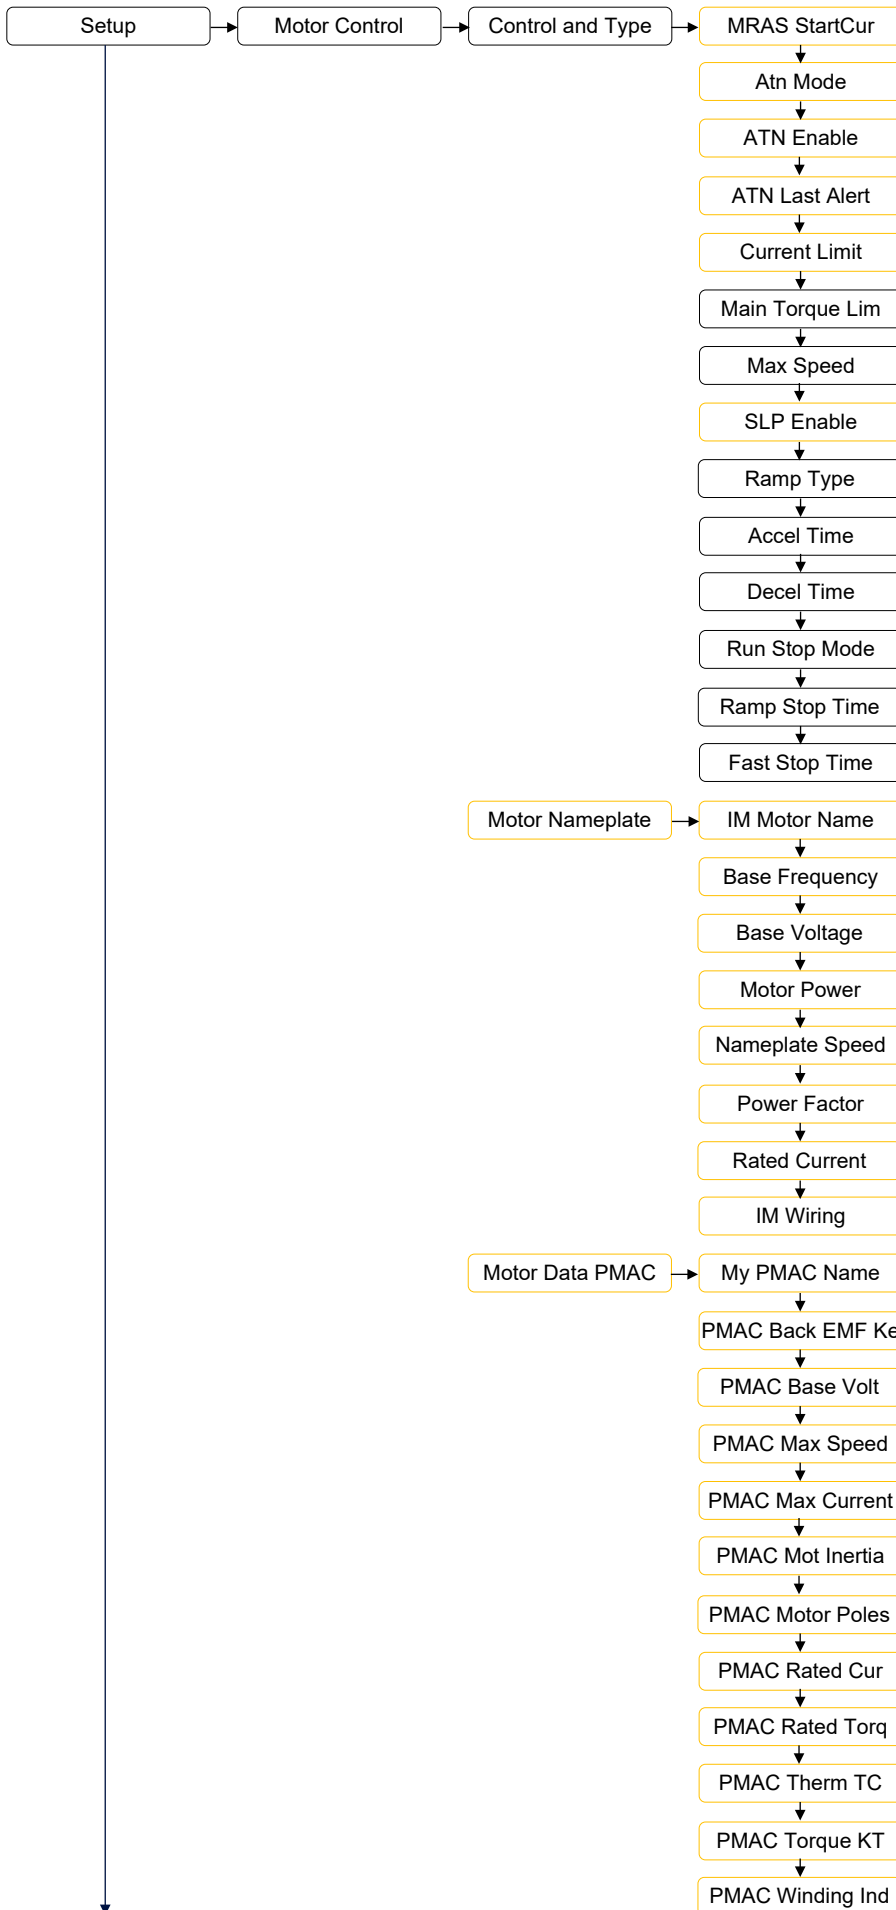 Setup
Motor Control
Control and Type
MRAS StartCur
Atn Mode
ATN Enable
ATN Last Alert
Current Limit
Main Torque Lim
Max Speed
SLP Enable
Ramp Type
Accel Time
Decel Time
Run Stop Mode
Ramp Stop Time
Fast Stop Time
Motor Nameplate
IM Motor Name
Base Frequency
Base Voltage
Motor Power
Nameplate Speed
Power Factor
Rated Current
IM Wiring
Motor Data PMAC
My PMAC Name
PMAC Back EMF Ke
PMAC Base Volt
PMAC Max Speed
PMAC Max Current
PMAC Mot Inertia
PMAC Motor Poles
PMAC Rated Cur
PMAC Rated Torq
PMAC Therm TC
PMAC Torque KT
PMAC Winding Ind